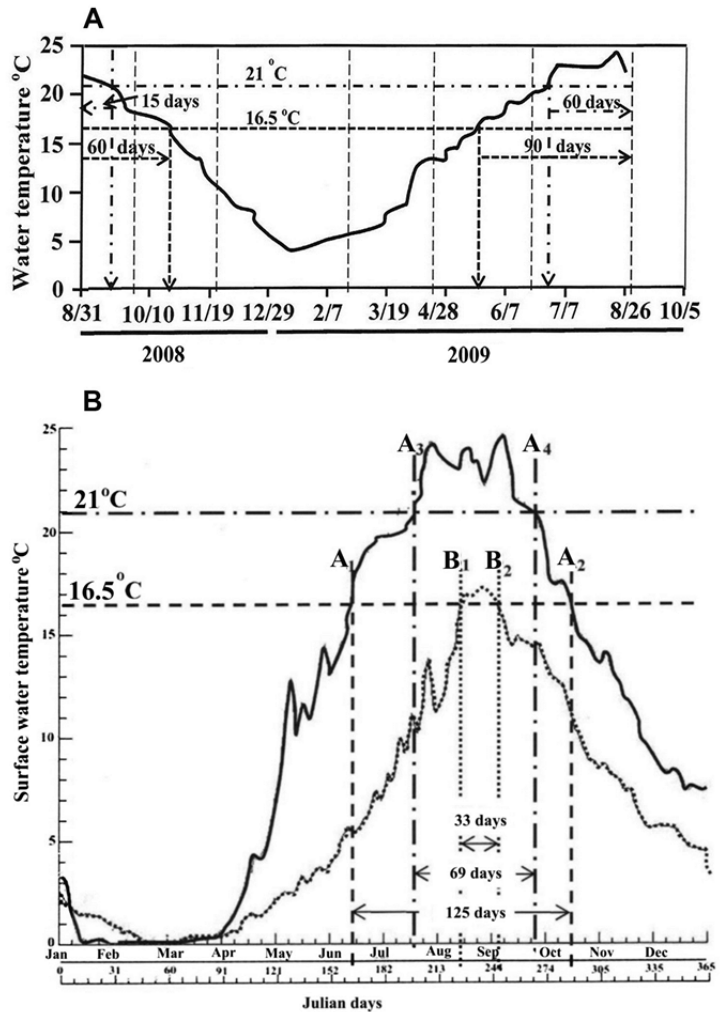 A
Water temperature °C
25
20
15
10
5
0
21 °C
15 days
60 days
16.5 °C
60 days
90 days
8/31 10/10 11/19 12/29 2/7 3/19 4/28 6/7 7/7 8/26 10/5
2008 2009
B
Surface water temperature °C
25
20
15
10
5
0
A3 A4
21°C
A1 B1 B2 A2
16.5°C
33 days
69 days
125 days
Jan Feb Mar Apr May Jun Jul Aug Sep Oct Nov Dec
0 31 60 91 121 152 182 213 244 274 305 335 365
Julian days